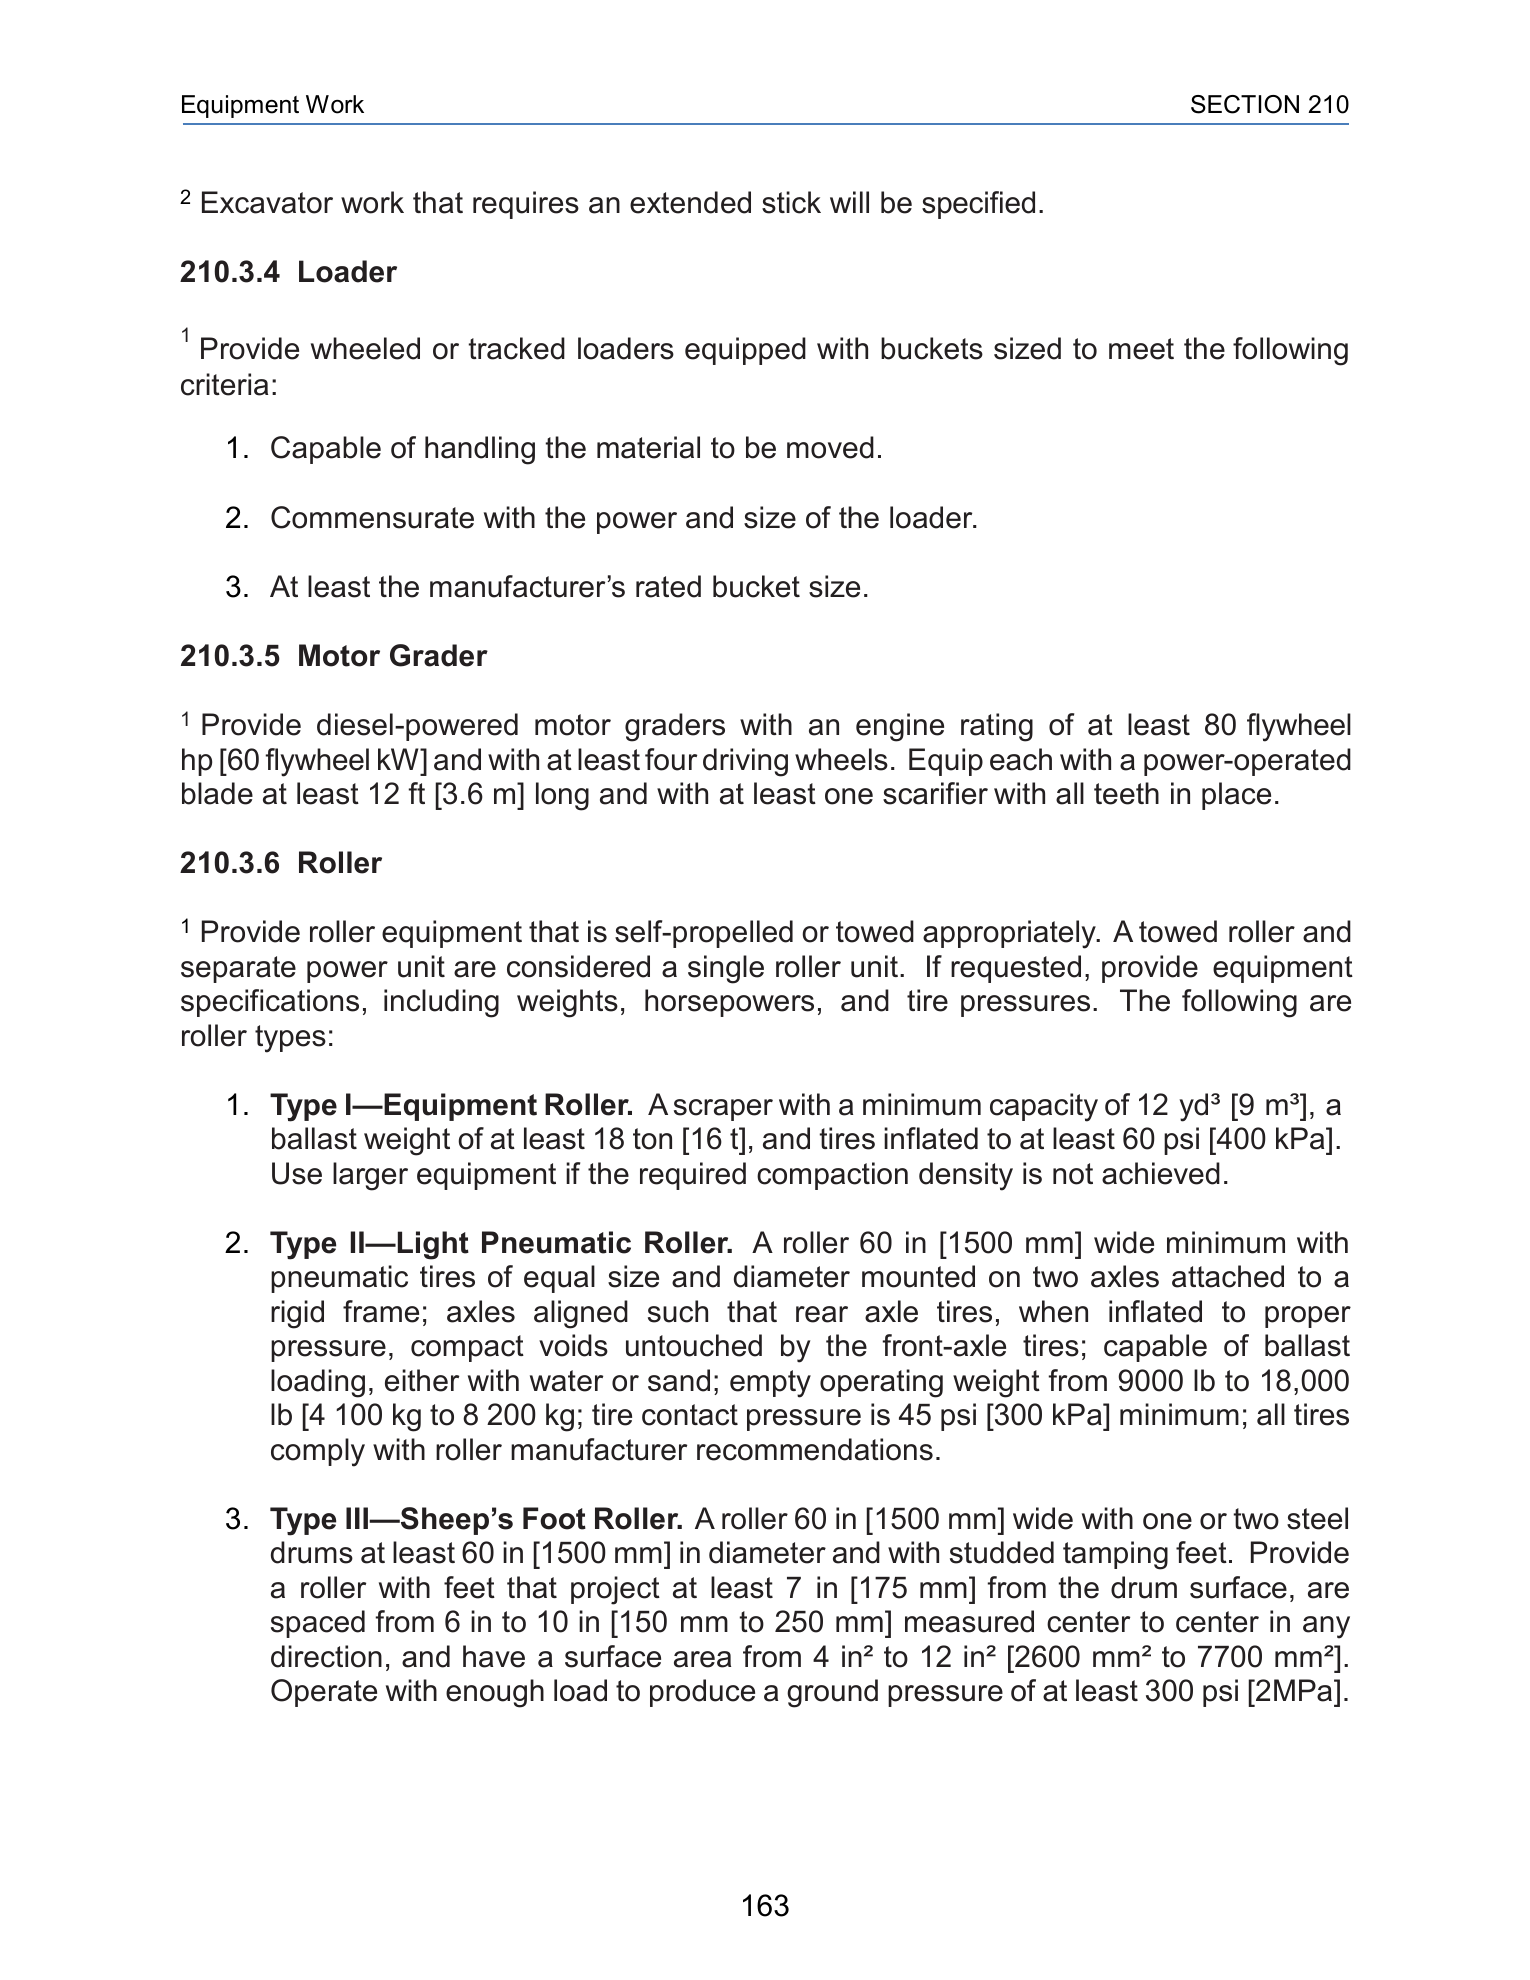 Equipment Work SECTION 210
² Excavator work that requires an extended stick will be specified.
210.3.4 Loader
¹ Provide wheeled or tracked loaders equipped with buckets sized to meet the following
criteria:
1. Capable of handling the material to be moved.
2. Commensurate with the power and size of the loader.
3. At least the manufacturer’s rated bucket size.
210.3.5 Motor Grader
¹ Provide diesel-powered motor graders with an engine rating of at least 80 flywheel
hp [60 flywheel kW] and with at least four driving wheels. Equip each with a power-operated
blade at least 12 ft [3.6 m] long and with at least one scarifier with all teeth in place.
210.3.6 Roller
¹ Provide roller equipment that is self-propelled or towed appropriately. A towed roller and
separate power unit are considered a single roller unit. If requested, provide equipment
specifications, including weights, horsepowers, and tire pressures. The following are
roller types:
1. Type I—Equipment Roller. A scraper with a minimum capacity of 12 yd³ [9 m³], a
ballast weight of at least 18 ton [16 t], and tires inflated to at least 60 psi [400 kPa].
Use larger equipment if the required compaction density is not achieved.
2. Type II—Light Pneumatic Roller. A roller 60 in [1500 mm] wide minimum with
pneumatic tires of equal size and diameter mounted on two axles attached to a
rigid frame; axles aligned such that rear axle tires, when inflated to proper
pressure, compact voids untouched by the front-axle tires; capable of ballast
loading, either with water or sand; empty operating weight from 9000 lb to 18,000
lb [4 100 kg to 8 200 kg; tire contact pressure is 45 psi [300 kPa] minimum; all tires
comply with roller manufacturer recommendations.
3. Type III—Sheep’s Foot Roller. A roller 60 in [1500 mm] wide with one or two steel
drums at least 60 in [1500 mm] in diameter and with studded tamping feet. Provide
a roller with feet that project at least 7 in [175 mm] from the drum surface, are
spaced from 6 in to 10 in [150 mm to 250 mm] measured center to center in any
direction, and have a surface area from 4 in² to 12 in² [2600 mm² to 7700 mm²].
Operate with enough load to produce a ground pressure of at least 300 psi [2MPa].
163